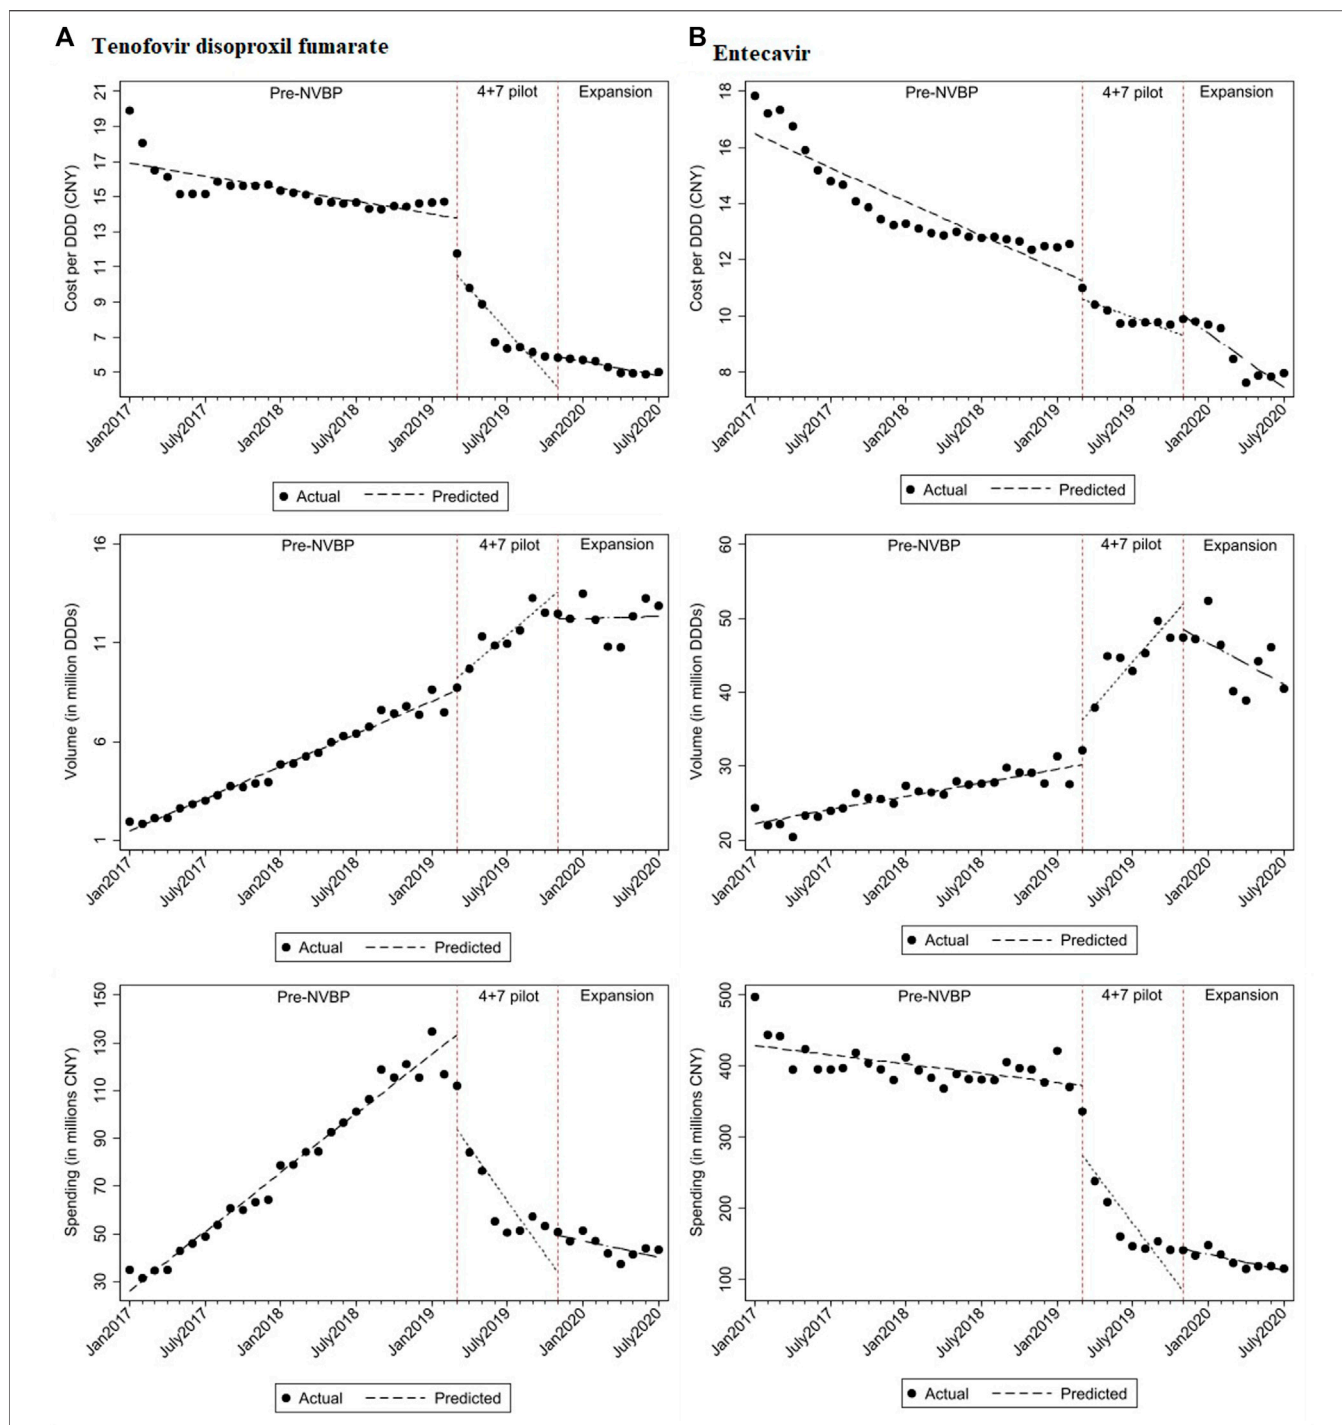 A Tenofovir disoproxil fumarate
Pre-NVBP 4+7 pilot Expansion
Cost per DDD (CNY)
21
19
17
15
13
11
9
7
5
Jan2017 July2017 Jan2018 July2018 Jan2019 July2019 Jan2020 July2020
Actual Predicted
B Entecavir
Pre-NVBP 4+7 pilot Expansion
Cost per DDD (CNY)
18
16
14
12
10
8
Jan2017 July2017 Jan2018 July2018 Jan2019 July2019 Jan2020 July2020
Actual Predicted
Pre-NVBP 4+7 pilot Expansion
Volume (in million DDDs)
16
11
6
1
Jan2017 July2017 Jan2018 July2018 Jan2019 July2019 Jan2020 July2020
Actual Predicted
Pre-NVBP 4+7 pilot Expansion
Volume (in million DDDs)
60
50
40
30
20
Jan2017 July2017 Jan2018 July2018 Jan2019 July2019 Jan2020 July2020
Actual Predicted
Pre-NVBP 4+7 pilot Expansion
Spending (in millions CNY)
150
130
110
90
70
50
30
Jan2017 July2017 Jan2018 July2018 Jan2019 July2019 Jan2020 July2020
Actual Predicted
Pre-NVBP 4+7 pilot Expansion
Spending (in millions CNY)
500
400
300
200
100
Jan2017 July2017 Jan2018 July2018 Jan2019 July2019 Jan2020 July2020
Actual Predicted